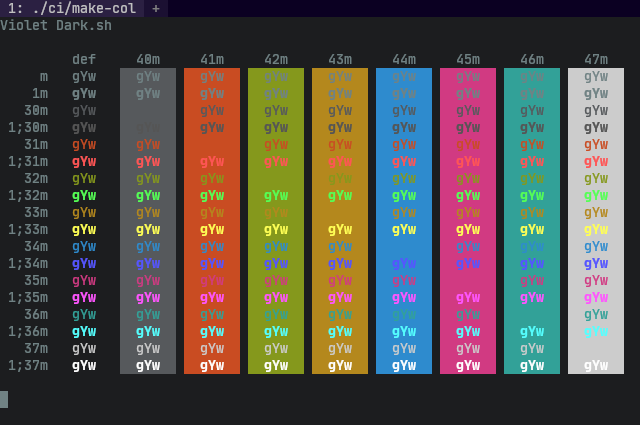 1: ./ci/make-col +
Violet Dark.sh
def 40m 41m 42m 43m 44m 45m 46m 47m
m gYw gYw gYw gYw gYw gYw gYw gYw gYw
1m gYw gYw gYw gYw gYw gYw gYw gYw gYw
30m gYw gYw gYw gYw gYw gYw gYw gYw
1;30m gYw gYw gYw gYw gYw gYw gYw gYw
31m gYw gYw gYw gYw gYw gYw gYw gYw
1;31m gYw gYw gYw gYw gYw gYw gYw gYw gYw
32m gYw gYw gYw gYw gYw gYw gYw gYw
1;32m gYw gYw gYw gYw gYw gYw gYw gYw gYw
33m gYw gYw gYw gYw gYw gYw gYw gYw
1;33m gYw gYw gYw gYw gYw gYw gYw gYw gYw
34m gYw gYw gYw gYw gYw gYw gYw gYw
1;34m gYw gYw gYw gYw gYw gYw gYw gYw gYw
35m gYw gYw gYw gYw gYw gYw gYw gYw
1;35m gYw gYw gYw gYw gYw gYw gYw gYw gYw
36m gYw gYw gYw gYw gYw gYw gYw gYw
1;36m gYw gYw gYw gYw gYw gYw gYw gYw gYw
37m gYw gYw gYw gYw gYw gYw gYw gYw
1;37m gYw gYw gYw gYw gYw gYw gYw gYw gYw